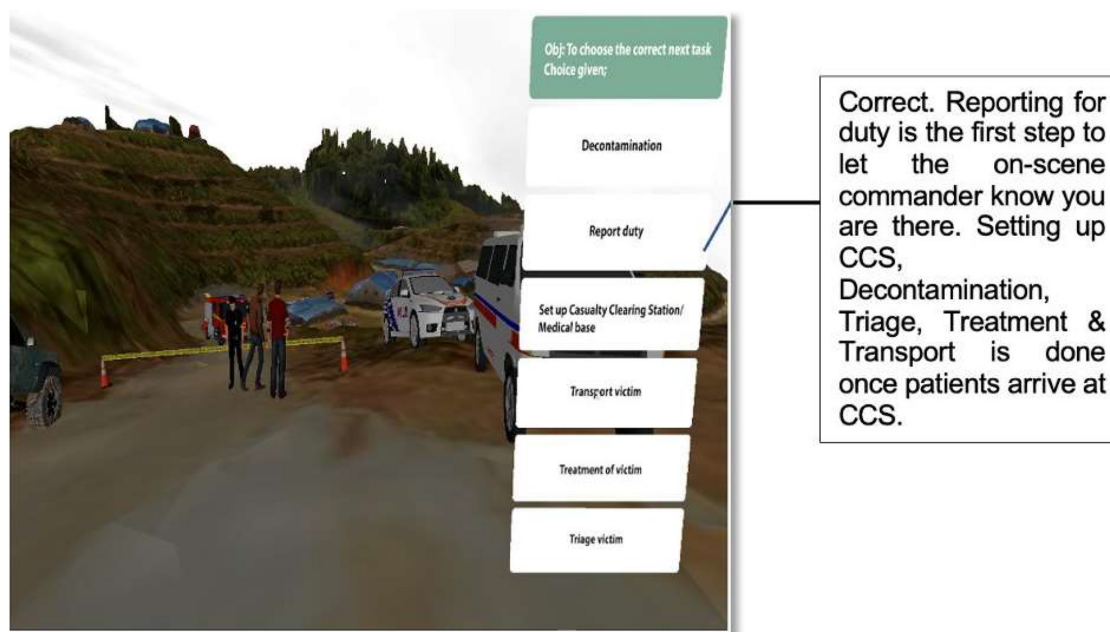 Obj: To choose the correct next task
Choice given;
Decontamination
Report duty
Set up Casualty Clearing Station/
Medical base
Transport victim
Treatment of victim
Triage victim
Correct. Reporting for
duty is the first step to
let the on-scene
commander know you
are there. Setting up
CCS,
Decontamination,
Triage, Treatment &
Transport is done
once patients arrive at
CCS.